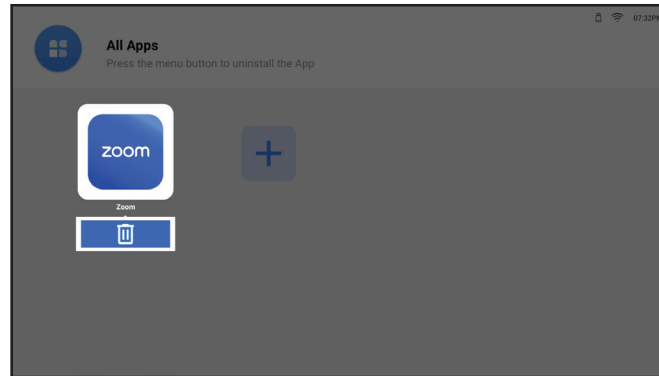 07:32PM
All Apps
Press the menu button to uninstall the App
zoom
Zoom